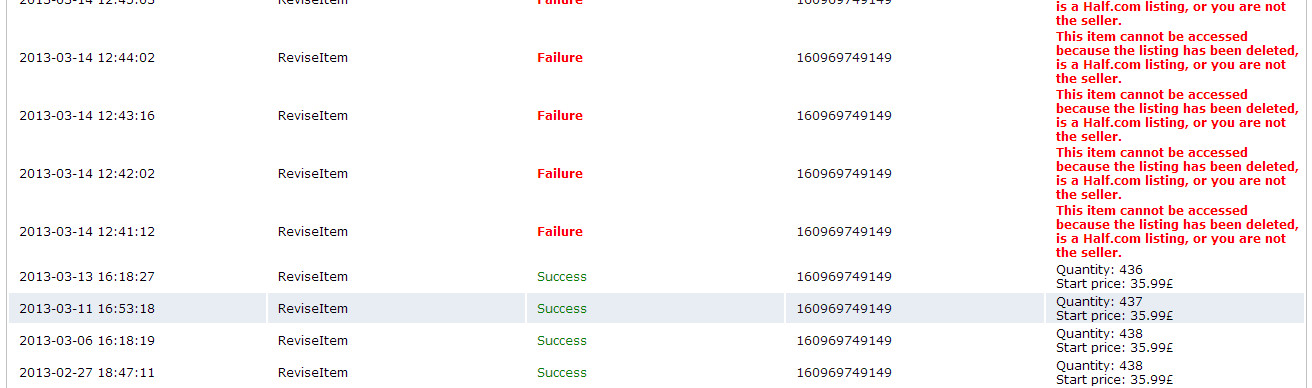 2013-03-14 12:45:03 ReviseItem Failure 160969749149
is a Half.com listing, or you are not
the seller.
This item cannot be accessed
because the listing has been deleted,
2013-03-14 12:44:02 ReviseItem Failure 160969749149
is a Half.com listing, or you are not
the seller.
This item cannot be accessed
because the listing has been deleted,
2013-03-14 12:43:16 ReviseItem Failure 160969749149
is a Half.com listing, or you are not
the seller.
This item cannot be accessed
because the listing has been deleted,
2013-03-14 12:42:02 ReviseItem Failure 160969749149
is a Half.com listing, or you are not
the seller.
This item cannot be accessed
because the listing has been deleted,
2013-03-14 12:41:12 ReviseItem Failure 160969749149
is a Half.com listing, or you are not
the seller.
2013-03-13 16:18:27 ReviseItem Success 160969749149 Quantity: 436
Start price: 35.99£
2013-03-11 16:53:18 ReviseItem Success 160969749149 Quantity: 437
Start price: 35.99£
2013-03-06 16:18:19 ReviseItem Success 160969749149 Quantity: 438
Start price: 35.99£
2013-02-27 18:47:11 ReviseItem Success 160969749149 Quantity: 438
Start price: 35.99£